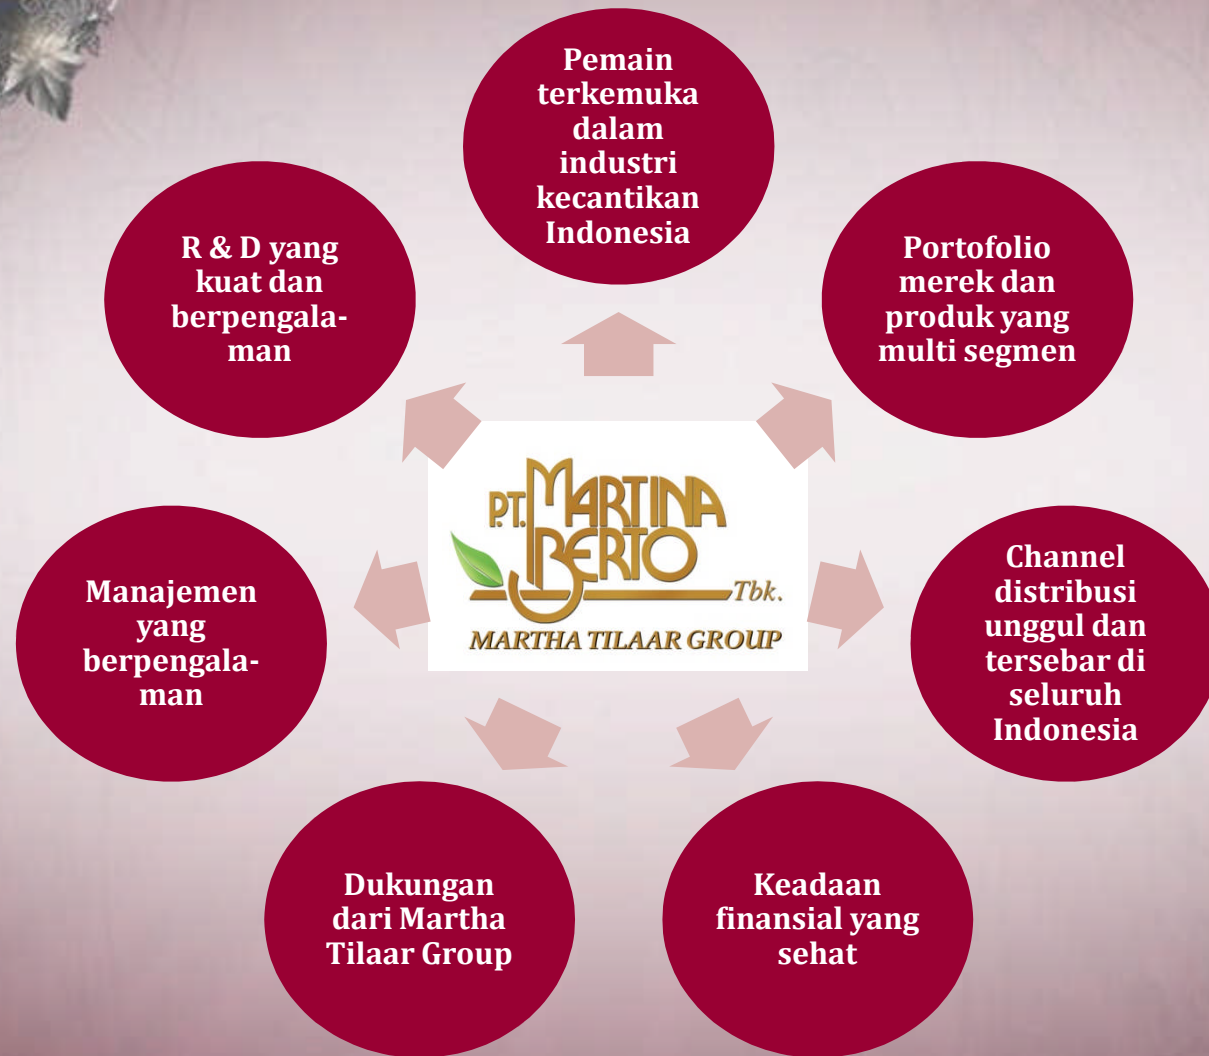 Pemain
terkemuka
dalam
industri
kecantikan
Indonesia
Portofolio
merek dan
produk yang
multi segmen
Channel
distribusi
unggul dan
tersebar di
seluruh
Indonesia
Keadaan
finansial yang
sehat
Dukungan
dari Martha
Tilaar Group
Manajemen
yang
berpengala-
man
R & D yang
kuat dan
berpengala-
man
P.T. MARTINA
BERTO
Tbk.
MARTHA TILAAR GROUP